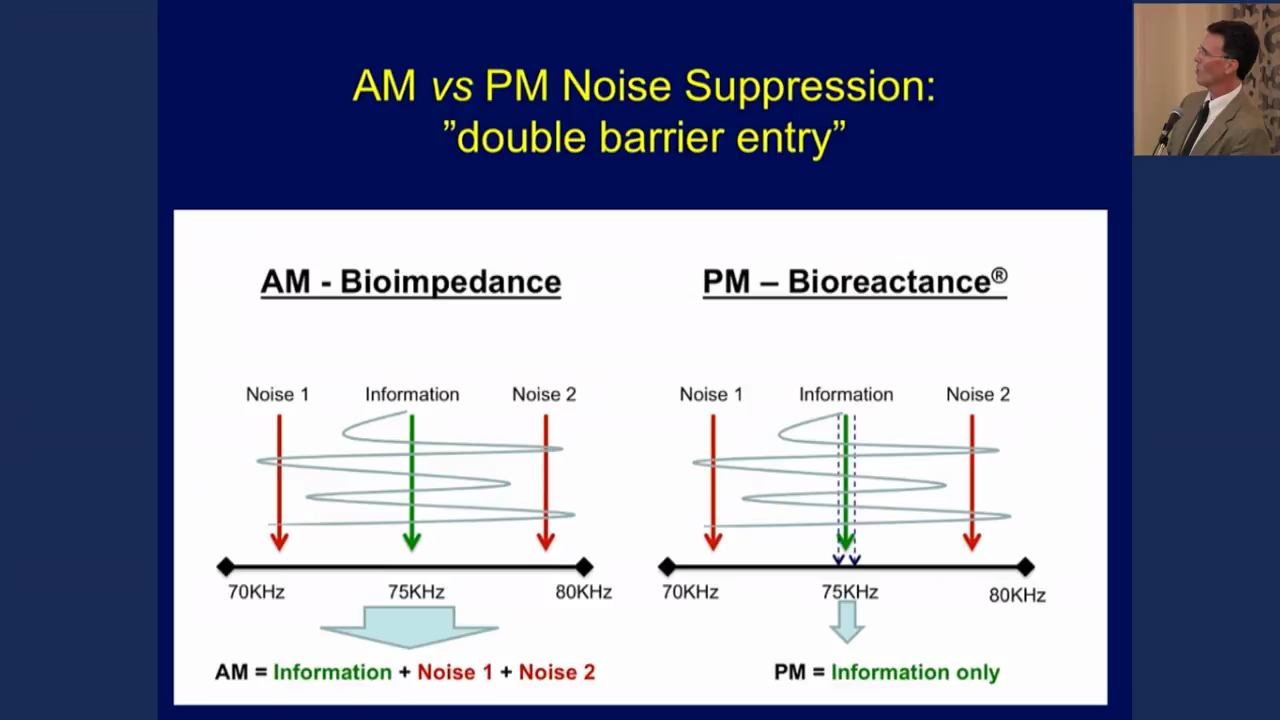 AM vs PM Noise Suppression:
”double barrier entry”
AM - Bioimpedance
Noise 1 Information Noise 2
70KHz 75KHz 80KHz
AM = Information + Noise 1 + Noise 2
PM – Bioreactance®
Noise 1 Information Noise 2
70KHz 75KHz 80KHz
PM = Information only